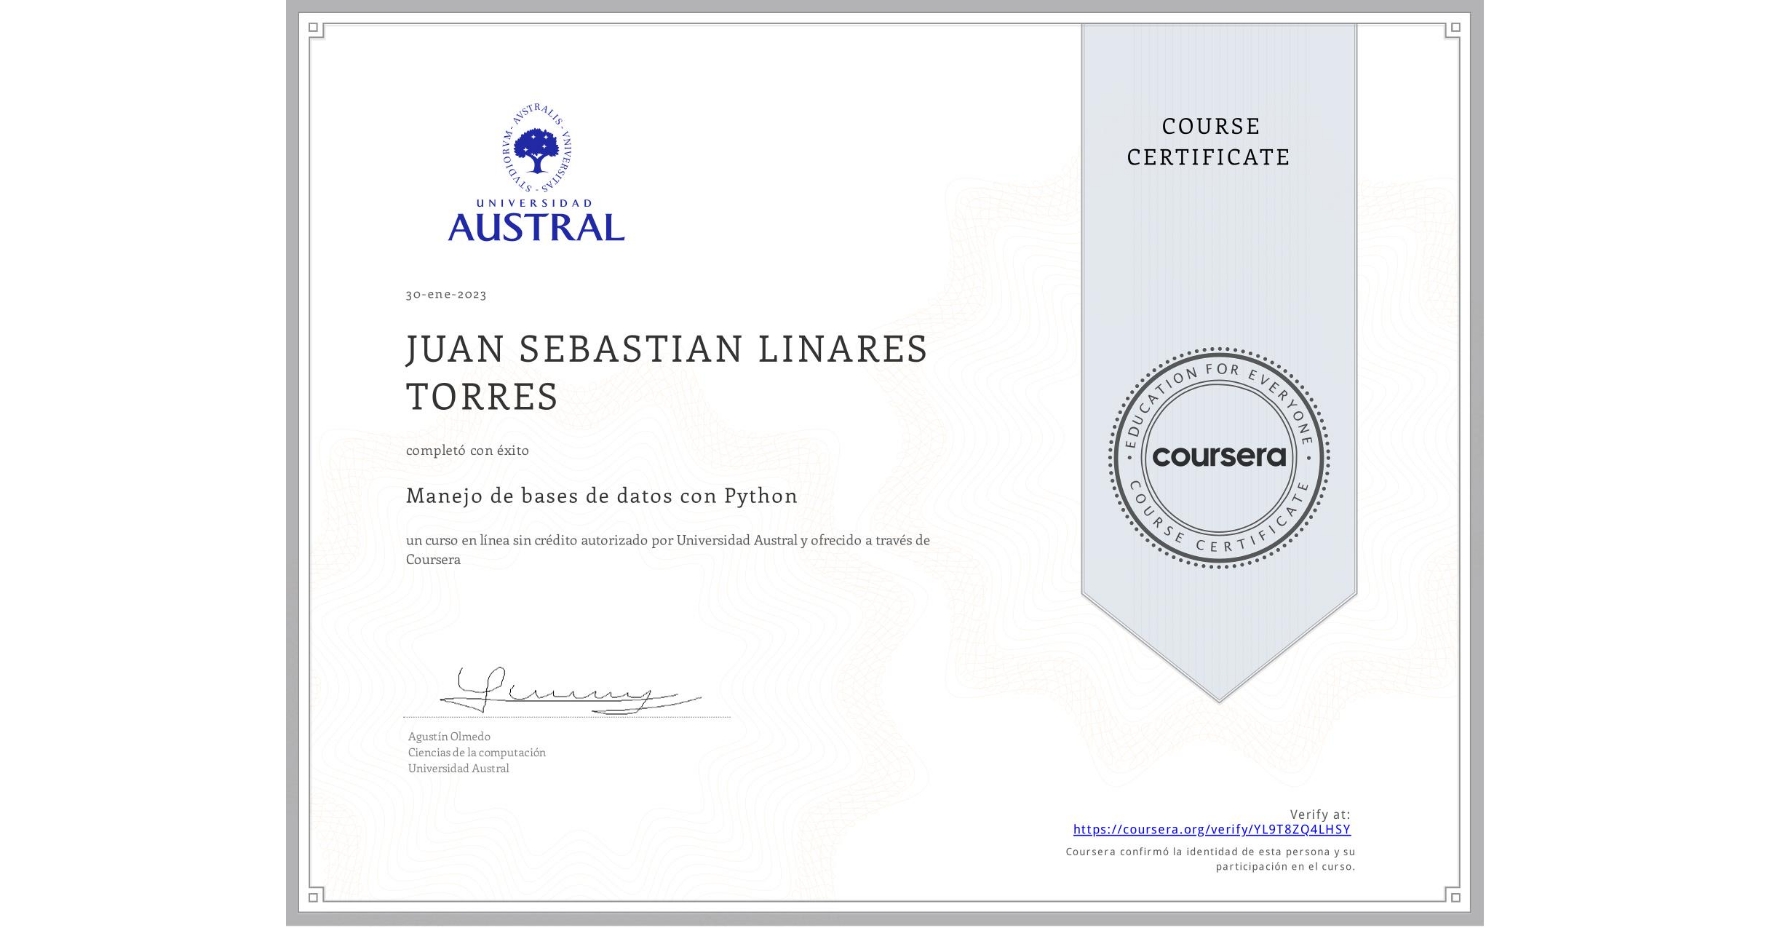 STVDIORVM · AVSTRALIS · VNIVERSITAS ·
UNIVERSIDAD
AUSTRAL
COURSE
CERTIFICATE
30-ene-2023
JUAN SEBASTIAN LINARES
TORRES
completó con éxito
Manejo de bases de datos con Python
un curso en línea sin crédito autorizado por Universidad Austral y ofrecido a través de
Coursera
EDUCATION FOR EVERYONE
coursera
COURSE CERTIFICATE
Agustín Olmedo
Ciencias de la computación
Universidad Austral
Verify at:
https://coursera.org/verify/YL9T8ZQ4LHSY
Coursera confirmó la identidad de esta persona y su
participación en el curso.